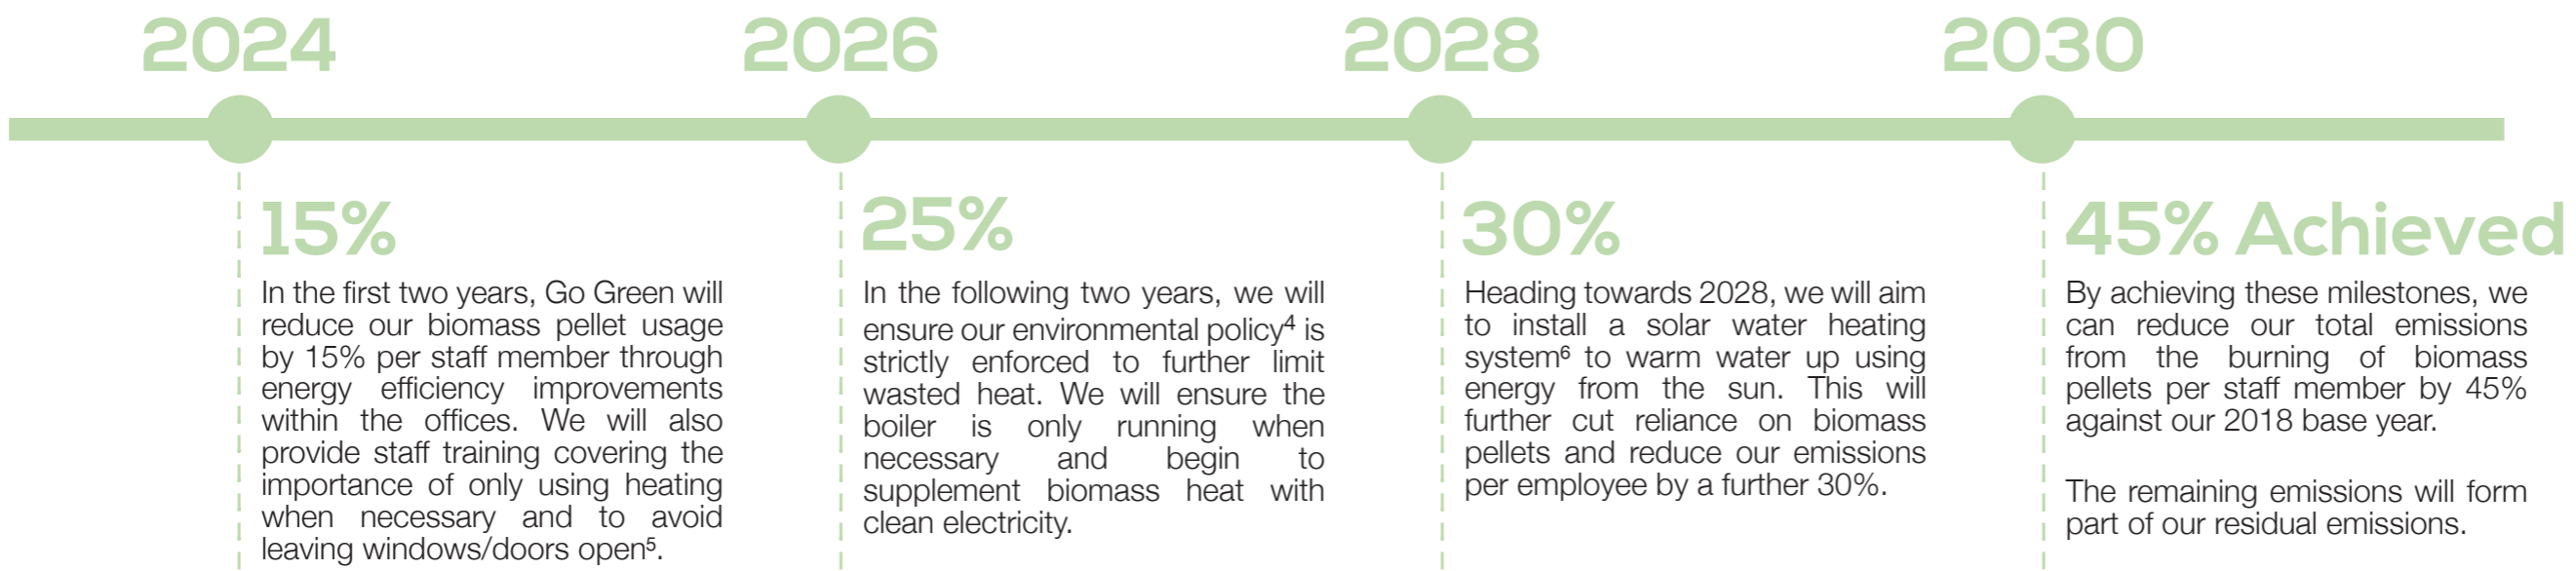 2024
2026
2028
2030
15%
In the first two years, Go Green will
reduce our biomass pellet usage
by 15% per staff member through
energy efficiency improvements
within the offices. We will also
provide staff training covering the
importance of only using heating
when necessary and to avoid
leaving windows/doors open⁵.
25%
In the following two years, we will
ensure our environmental policy⁴ is
strictly enforced to further limit
wasted heat. We will ensure the
boiler is only running when
necessary and begin to
supplement biomass heat with
clean electricity.
30%
Heading towards 2028, we will aim
to install a solar water heating
system⁶ to warm water up using
energy from the sun. This will
further cut reliance on biomass
pellets and reduce our emissions
per employee by a further 30%.
45% Achieved
By achieving these milestones, we
can reduce our total emissions
from the burning of biomass
pellets per staff member by 45%
against our 2018 base year.
The remaining emissions will form
part of our residual emissions.